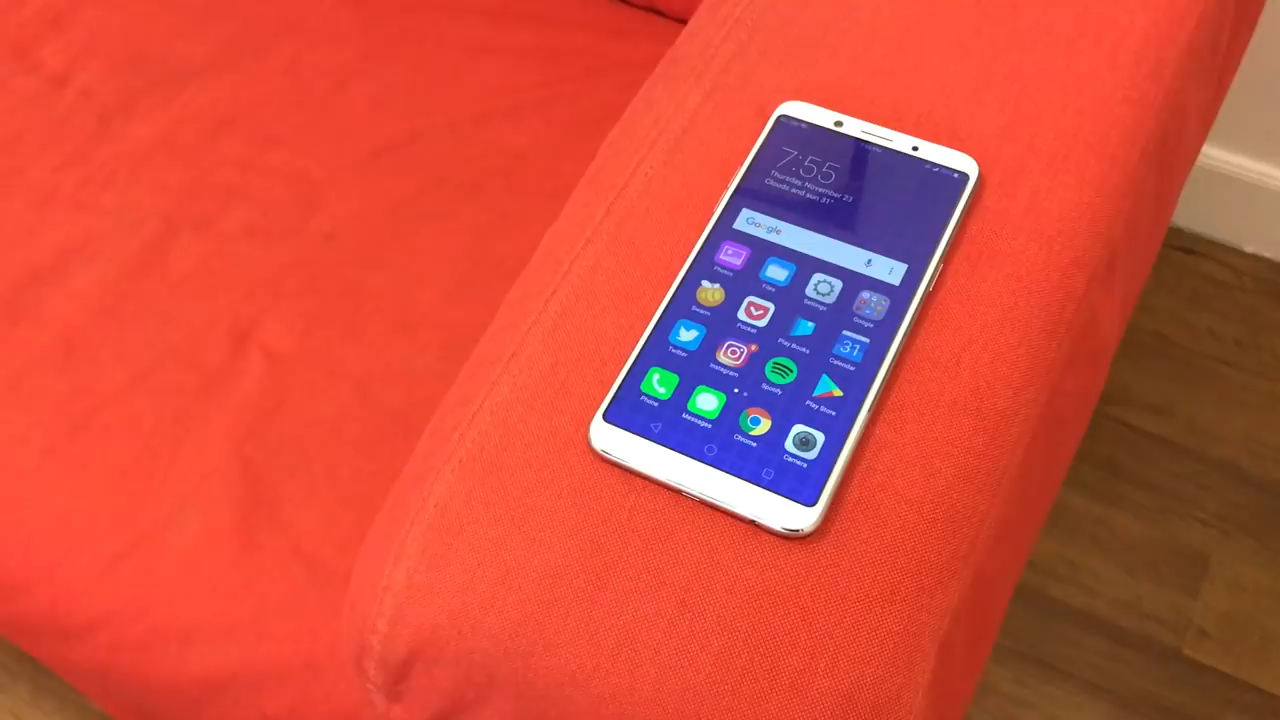 7:55
Thursday, November 23
Clouds and sun 31°
Google
Photos
Files
Settings
Google
Swarm
Pocket
Play Books
31
Calendar
Twitter
Instagram
Spotify
Play Store
Phone
Messages
Chrome
Camera